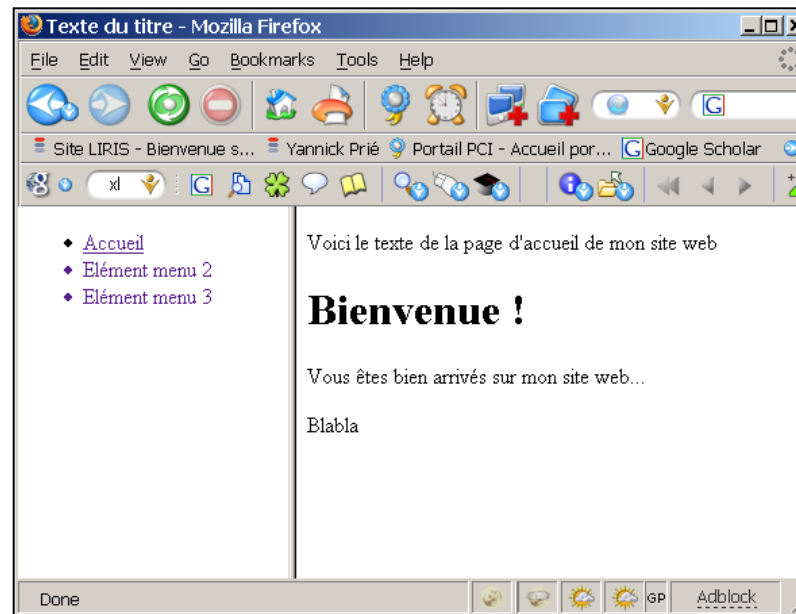 Texte du titre - Mozilla Firefox
File Edit View Go Bookmarks Tools Help
G
Site LIRIS - Bienvenue s... Yannick Prié Portail PCI - Accueil por... G Google Scholar
g xl G
Accueil
Elément menu 2
Elément menu 3
Voici le texte de la page d'accueil de mon site web
Bienvenue !
Vous êtes bien arrivés sur mon site web...
Blabla
Done GP Adblock